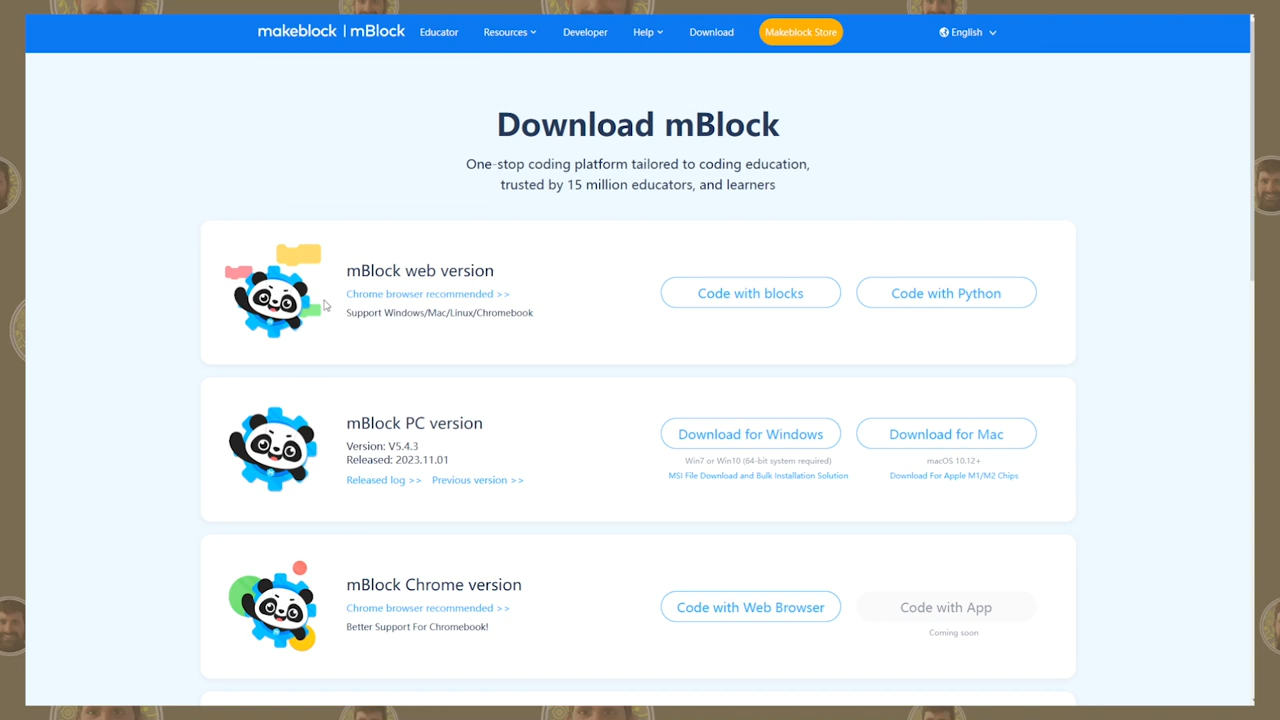 makeblock | mBlock Educator Resources Developer Help Download Makeblock Store English
Download mBlock
One-stop coding platform tailored to coding education,
trusted by 15 million educators, and learners
mBlock web version
Chrome browser recommended >>
Support Windows/Mac/Linux/Chromebook
Code with blocks Code with Python
mBlock PC version
Version: V5.4.3
Released: 2023.11.01
Released log >> Previous version >>
Download for Windows Download for Mac
Win7 or Win10 (64-bit system required) macOS 10.12+
MSI File Download and Bulk Installation Solution Download For Apple M1/M2 Chips
mBlock Chrome version
Chrome browser recommended >>
Better Support For Chromebook!
Code with Web Browser Code with App
Coming soon